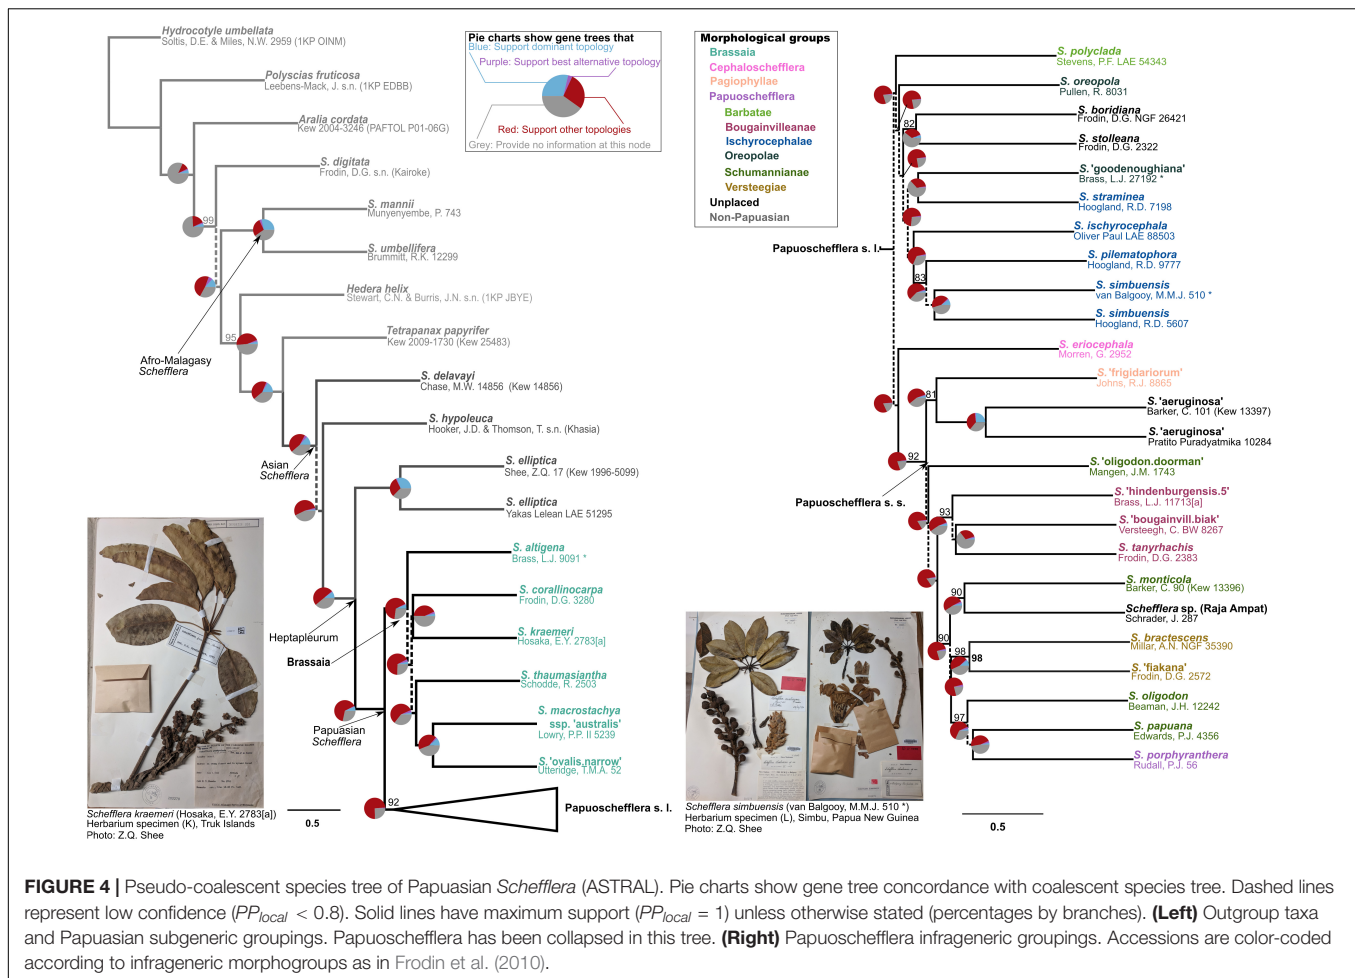 Hydrocotyle umbellata
Soltis, D.E. & Miles, N.W. 2959 (1KP OINM)
Polyscias fruticosa
Leebens-Mack, J. s.n. (1KP EDBB)
Aralia cordata
Kew 2004-3246 (PAFTOL P01-06G)
S. digitata
Frodin, D.G. s.n. (Kairoke)
99
S. mannii
Munyenyembe, P. 743
S. umbellifera
Brummitt, R.K. 12299
Hedera helix
Stewart, C.N. & Burris, J.N. s.n. (1KP JBYE)
95
Tetrapanax papyrifer
Kew 2009-1730 (Kew 25483)
Afro-Malagasy
Schefflera
S. delavayi
Chase, M.W. 14856 (Kew 14856)
S. hypoleuca
Hooker, J.D. & Thomson, T. s.n. (Khasia)
Asian
Schefflera
S. elliptica
Shee, Z.Q. 17 (Kew 1996-5099)
S. elliptica
Yakas Lelean LAE 51295
S. altigena
Brass, L.J. 9091 *
S. corallinocarpa
Frodin, D.G. 3280
S. kraemeri
Hosaka, E.Y. 2783[a]
Heptapleurum
Brassaia
S. thaumasiantha
Schodde, R. 2503
S. macrostachya
ssp. 'australis'
Lowry, P.P. II 5239
Papuasian
Schefflera
S.'ovalis.narrow'
Utteridge, T.M.A. 52
92
Papuoschefflera s. l.
0.5
Schefflera kraemeri (Hosaka, E.Y. 2783[a])
Herbarium specimen (K), Truk Islands
Photo: Z.Q. Shee
Pie charts show gene trees that
Blue: Support dominant topology
Purple: Support best alternative topology
Red: Support other topologies
Grey: Provide no information at this node
Morphological groups
Brassaia
Cephaloschefflera
Pagiophyllae
Papuoschefflera
Barbatae
Bougainvilleanae
Ischyrocephalae
Oreopolae
Schumannianae
Versteegiae
Unplaced
Non-Papuasian
S. polyclada
Stevens, P.F. LAE 54343
S. oreopola
Pullen, R. 8031
S. boridiana
Frodin, D.G. NGF 26421
82
S. stolleana
Frodin, D.G. 2322
S.'goodenoughiana'
Brass, L.J. 27192 *
S. straminea
Hoogland, R.D. 7198
S. ischyrocephala
Oliver Paul LAE 88503
Papuoschefflera s. l.
S. pilematophora
Hoogland, R.D. 9777
83
S. simbuensis
van Balgooy, M.M.J. 510 *
S. simbuensis
Hoogland, R.D. 5607
S. eriocephala
Morren, G. 2952
S.'frigidariorum'
Johns, R.J. 8865
81
S.'aeruginosa'
Barker, C. 101 (Kew 13397)
S.'aeruginosa'
Pratito Puradyatmika 10284
92
S.'oligodon.doorman'
Mangen, J.M. 1743
Papuoschefflera s. s.
S.'hindenburgensis.5'
Brass, L.J. 11713[a]
93
S.'bougainvill.biak'
Versteegh, C. BW 8267
S. tanyrhachis
Frodin, D.G. 2383
S. monticola
Barker, C. 90 (Kew 13396)
90
Schefflera sp. (Raja Ampat)
Schrader, J. 287
90
S. bractescens
Millar, A.N. NGF 35390
98
98
S.'fiakana'
Frodin, D.G. 2572
S. oligodon
Beaman, J.H. 12242
97
S. papuana
Edwards, P.J. 4356
S. porphyranthera
Rudall, P.J. 56
0.5
Schefflera simbuensis (van Balgooy, M.M.J. 510 *)
Herbarium specimen (L), Simbu, Papua New Guinea
Photo: Z.Q. Shee
FIGURE 4 | Pseudo-coalescent species tree of Papuasian Schefflera (ASTRAL). Pie charts show gene tree concordance with coalescent species tree. Dashed lines
represent low confidence (PPlocal < 0.8). Solid lines have maximum support (PPlocal = 1) unless otherwise stated (percentages by branches). (Left) Outgroup taxa
and Papuasian subgeneric groupings. Papuoschefflera has been collapsed in this tree. (Right) Papuoschefflera infrageneric groupings. Accessions are color-coded
according to infrageneric morphogroups as in Frodin et al. (2010).